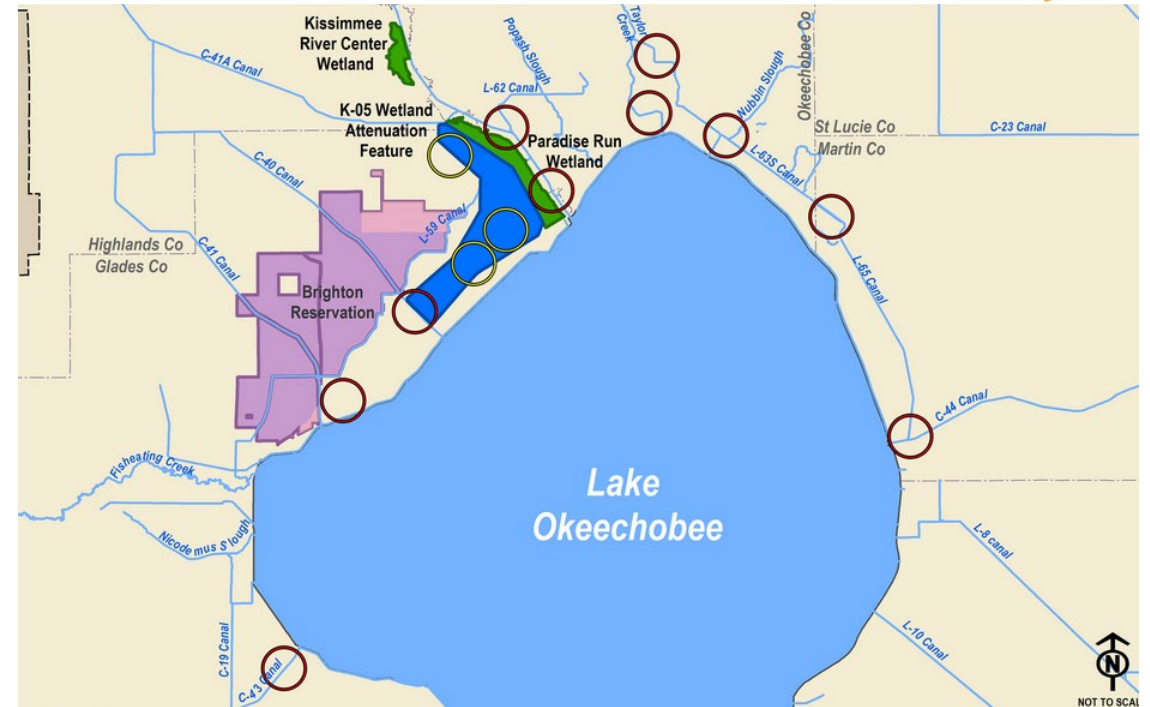 Kissimmee
River Center
Wetland
Popash Slough
Taylor
Creek
Nubbin Slough
Okeechobee Co
C-41A Canal
L-62 Canal
K-05 Wetland
Attenuation
Feature
Paradise Run
Wetland
St Lucie Co
Martin Co
C-23 Canal
L-63S Canal
C-40 Canal
L-59 Canal
Highlands Co
Glades Co
C-41 Canal
Brighton
Reservation
L-65 Canal
C-44 Canal
Fisheating Creek
Lake
Okeechobee
Nicodemus Slough
L-8 canal
C-19 Canal
L-10 Canal
C-43 Canal
N
NOT TO SCAL